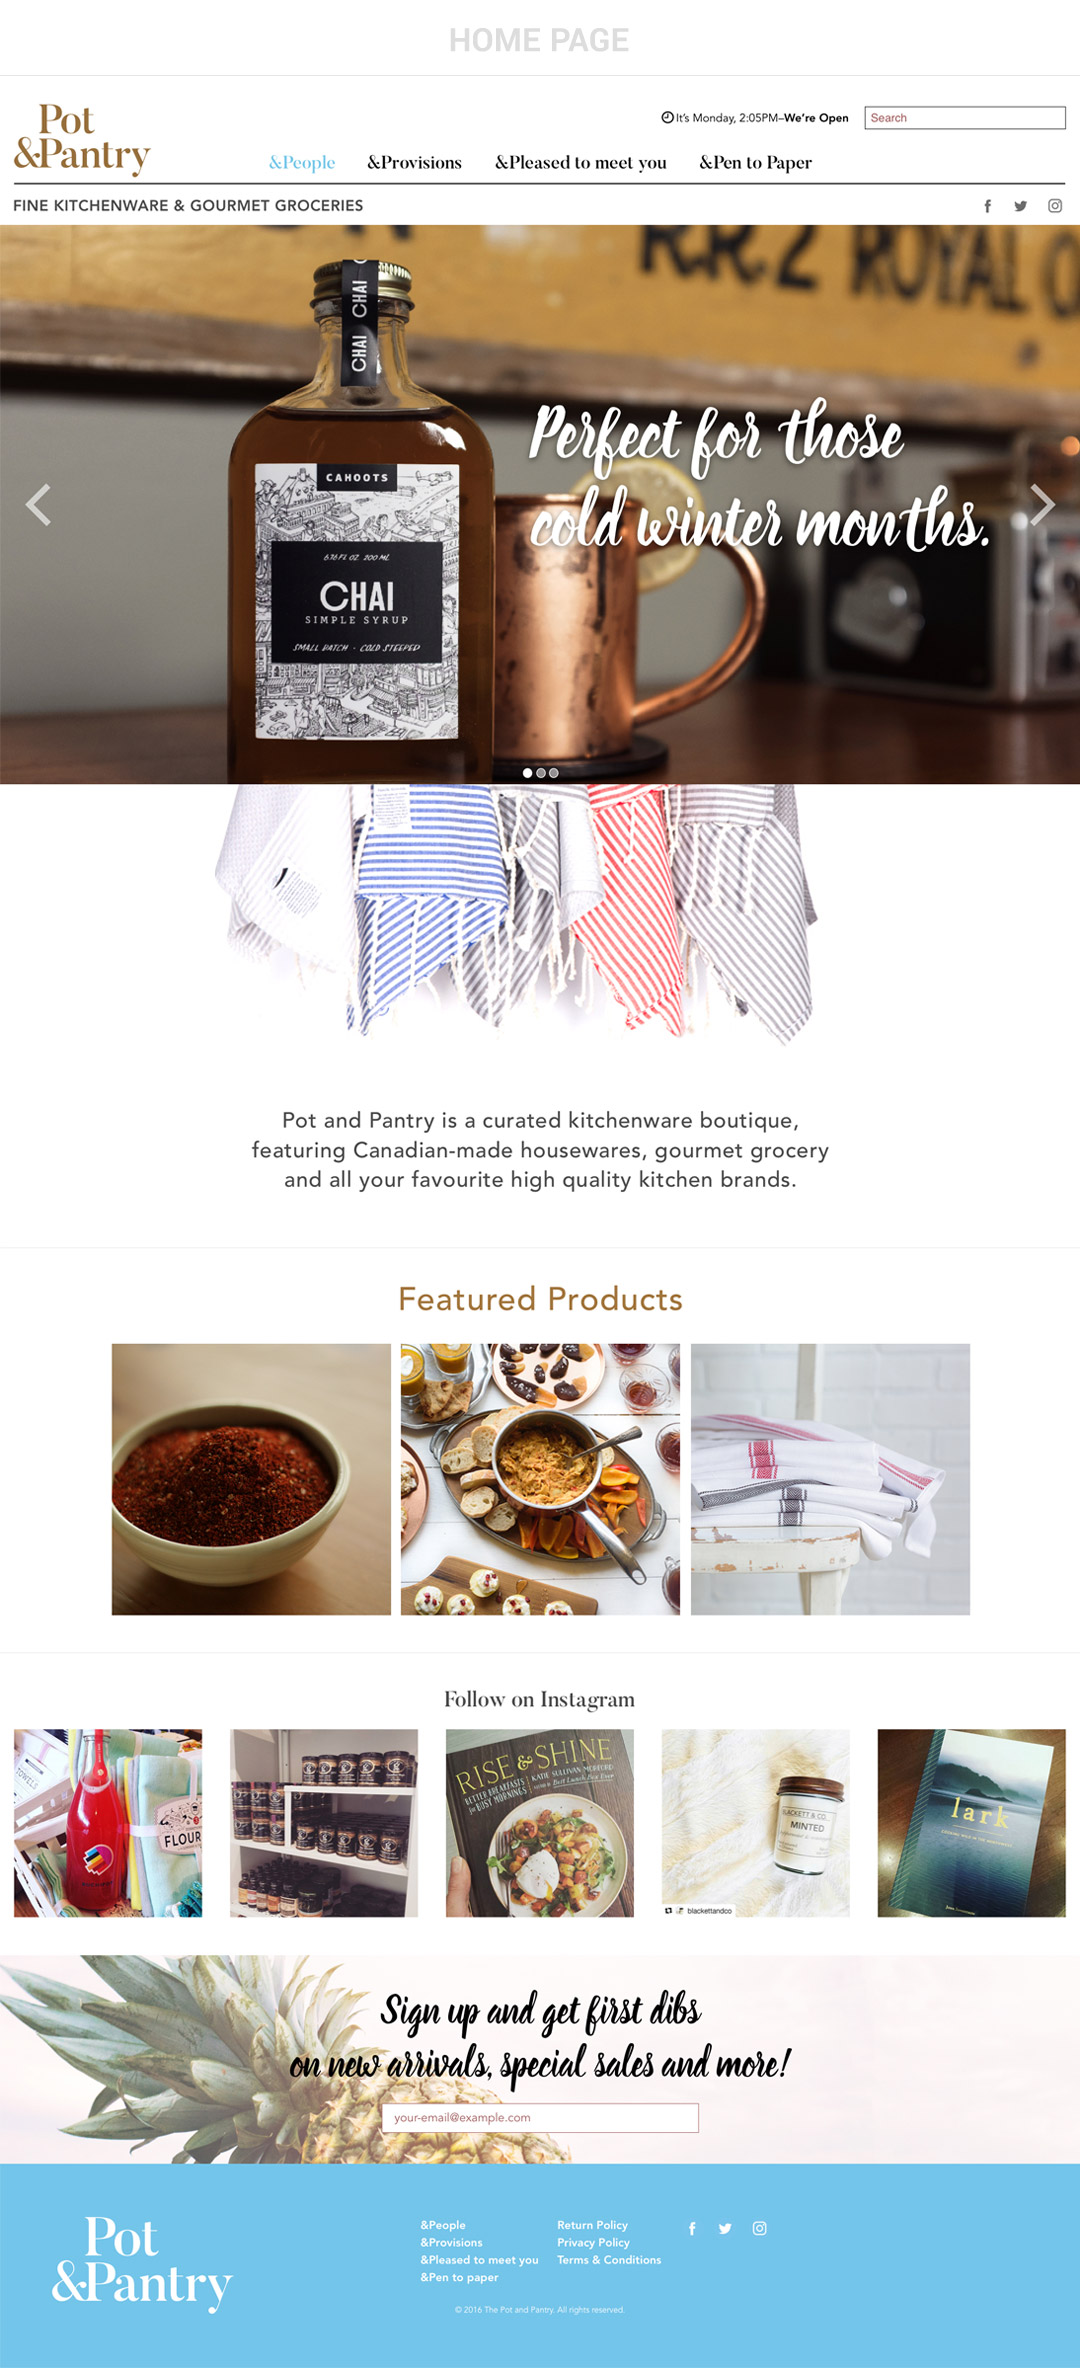 HOME PAGE
Pot
&Pantry
It's Monday, 2:05PM–We're Open
Search
&People
&Provisions
&Pleased to meet you
&Pen to Paper
FINE KITCHENWARE & GOURMET GROCERIES
RR2 ROYAL O
CHAI CHAI
CAHOOTS
6.76 FL OZ. 200 ML
CHAI
SIMPLE SYRUP
SMALL BATCH · COLD STEEPED
Perfect for those
cold winter months.
Pot and Pantry is a curated kitchenware boutique,
featuring Canadian-made housewares, gourmet grocery
and all your favourite high quality kitchen brands.
Featured Products
Follow on Instagram
TOWELS
FLOUR
RISE & SHINE
BETTER BREAKFASTS
for BUSY MORNINGS
KATIE SULLIVAN MORFORD
Best Lunch Box Ever
BLACKETT & CO.
MINTED
blackettandco
lark
Sign up and get first dibs
on new arrivals, special sales and more!
your-email@example.com
Pot
&Pantry
&People
&Provisions
&Pleased to meet you
&Pen to paper
Return Policy
Privacy Policy
Terms & Conditions
© 2016 The Pot and Pantry. All rights reserved.